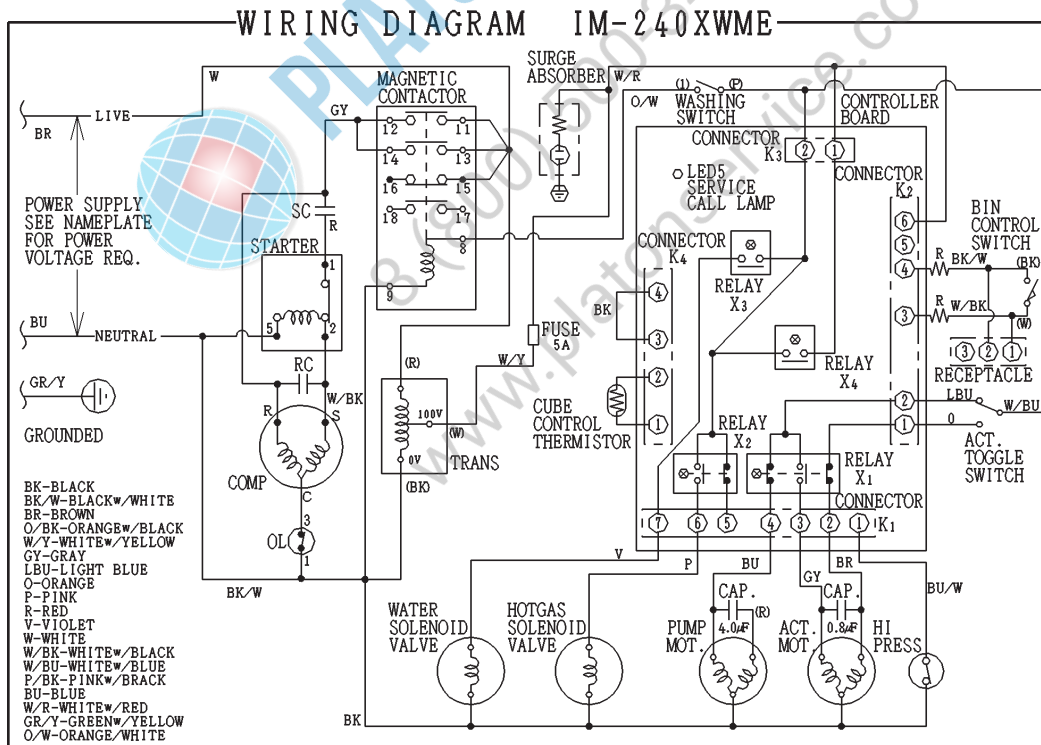 WIRING DIAGRAM IM-240XWME
PLA
8 (800) 500-3
www.platonservice.co
W
LIVE
BR
POWER SUPPLY
SEE NAMEPLATE
FOR POWER
VOLTAGE REQ.
BU
NEUTRAL
GR/Y
GROUNDED
GY
SC
R
STARTER
1
5
2
RC
W/BK
R
S
COMP
C
3
OL
1
BK/W
MAGNETIC
CONTACTOR
12
11
14
13
16
15
18
17
8
9
(R)
100V
(W)
0V
(BK)
TRANS
W/Y
FUSE
5A
SURGE
ABSORBER
W/R
O/W
(1)
(P)
WASHING
SWITCH
CONTROLLER
BOARD
CONNECTOR
K3
2
1
LED5
SERVICE
CALL LAMP
CONNECTOR
K2
6
5
4
3
2
1
R
BK/W
R
W/BK
BIN
CONTROL
SWITCH
(BK)
(W)
3
2
1
RECEPTACLE
LBU
W/BU
O
ACT.
TOGGLE
SWITCH
CONNECTOR
K4
4
3
2
1
BK
CUBE
CONTROL
THERMISTOR
RELAY
X3
RELAY
X4
RELAY
X2
RELAY
X1
CONNECTOR
K1
7
6
5
4
3
2
1
V
P
BU
GY
BR
BU/W
WATER
SOLENOID
VALVE
HOTGAS
SOLENOID
VALVE
CAP.
4.0μF
(R)
PUMP
MOT.
CAP.
0.8μF
ACT.
MOT.
HI
PRESS
BK
BK-BLACK
BK/W-BLACKw/WHITE
BR-BROWN
O/BK-ORANGEw/BLACK
W/Y-WHITEw/YELLOW
GY-GRAY
LBU-LIGHT BLUE
O-ORANGE
P-PINK
R-RED
V-VIOLET
W-WHITE
W/BK-WHITEw/BLACK
W/BU-WHITEw/BLUE
P/BK-PINKw/BRACK
BU-BLUE
W/R-WHITEw/RED
GR/Y-GREENw/YELLOW
O/W-ORANGE/WHITE